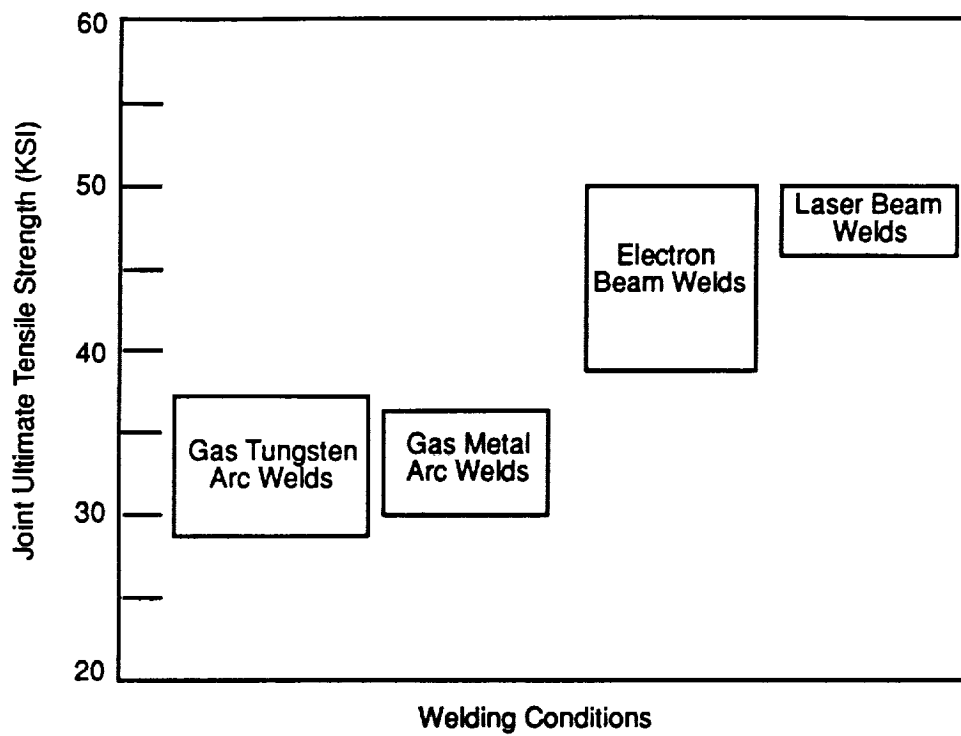 60
50
40
30
20
Joint Ultimate Tensile Strength (KSI)
Gas Tungsten
Arc Welds
Gas Metal
Arc Welds
Electron
Beam Welds
Laser Beam
Welds
Welding Conditions